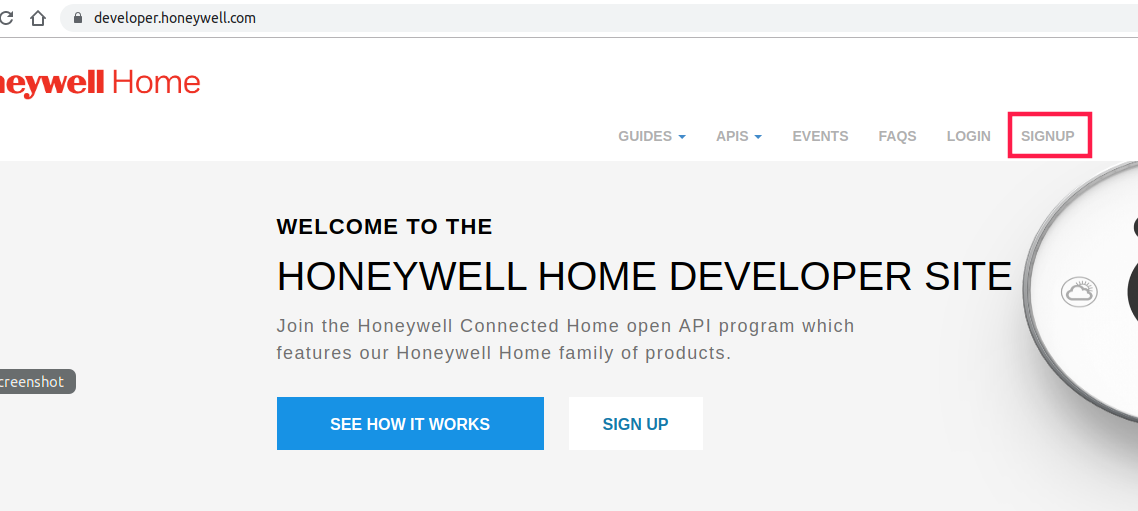 developer.honeywell.com
neywell Home
GUIDES APIS EVENTS FAQS LOGIN SIGNUP
WELCOME TO THE
HONEYWELL HOME DEVELOPER SITE
Join the Honeywell Connected Home open API program which
features our Honeywell Home family of products.
creenshot
SEE HOW IT WORKS SIGN UP